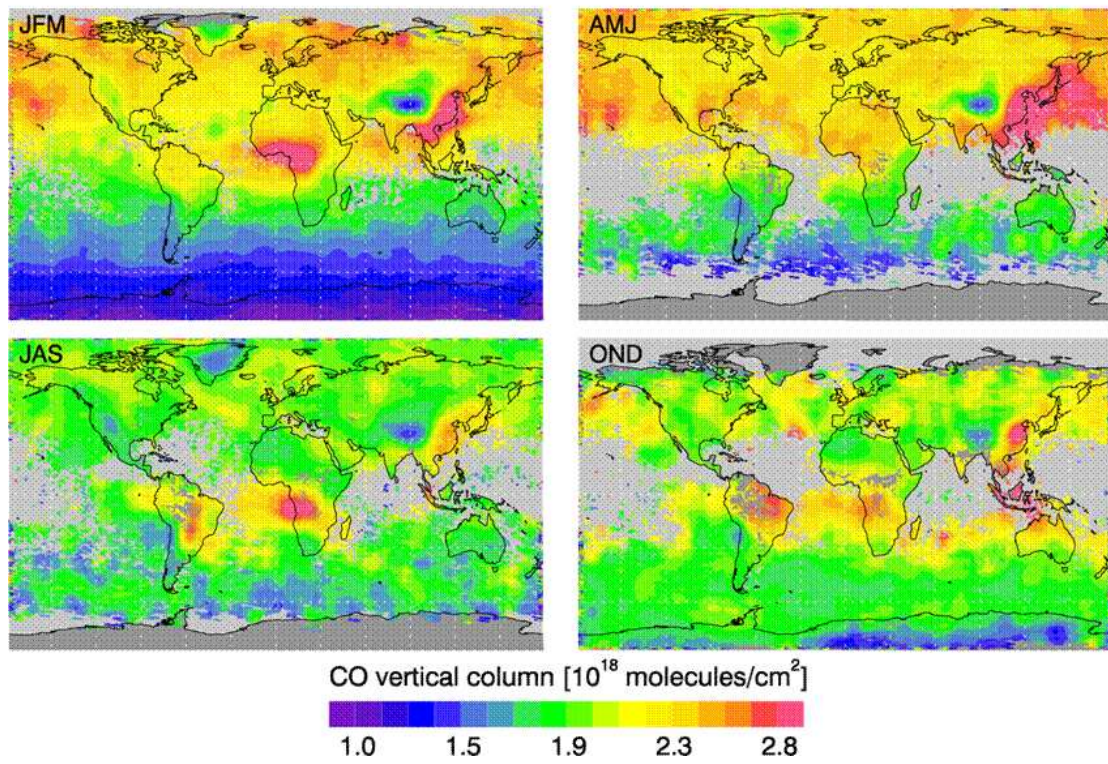 JFM
AMJ
JAS
OND
CO vertical column [10¹⁸ molecules/cm²]
1.0 1.5 1.9 2.3 2.8